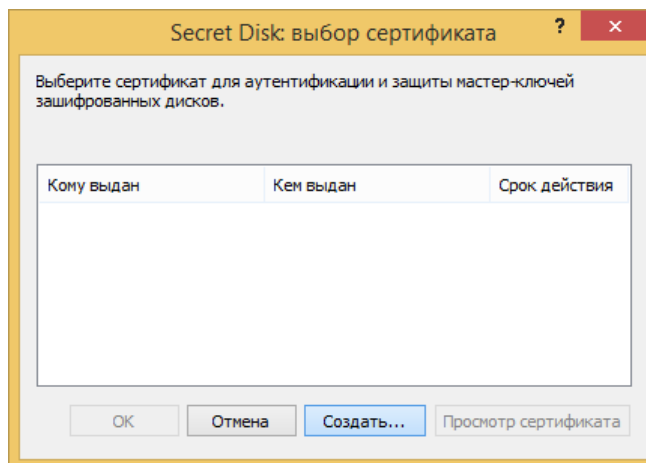 Secret Disk: выбор сертификата
? ×
Выберите сертификат для аутентификации и защиты мастер-ключей
зашифрованных дисков.
Кому выдан Кем выдан Срок действия
OK Отмена Создать... Просмотр сертификата